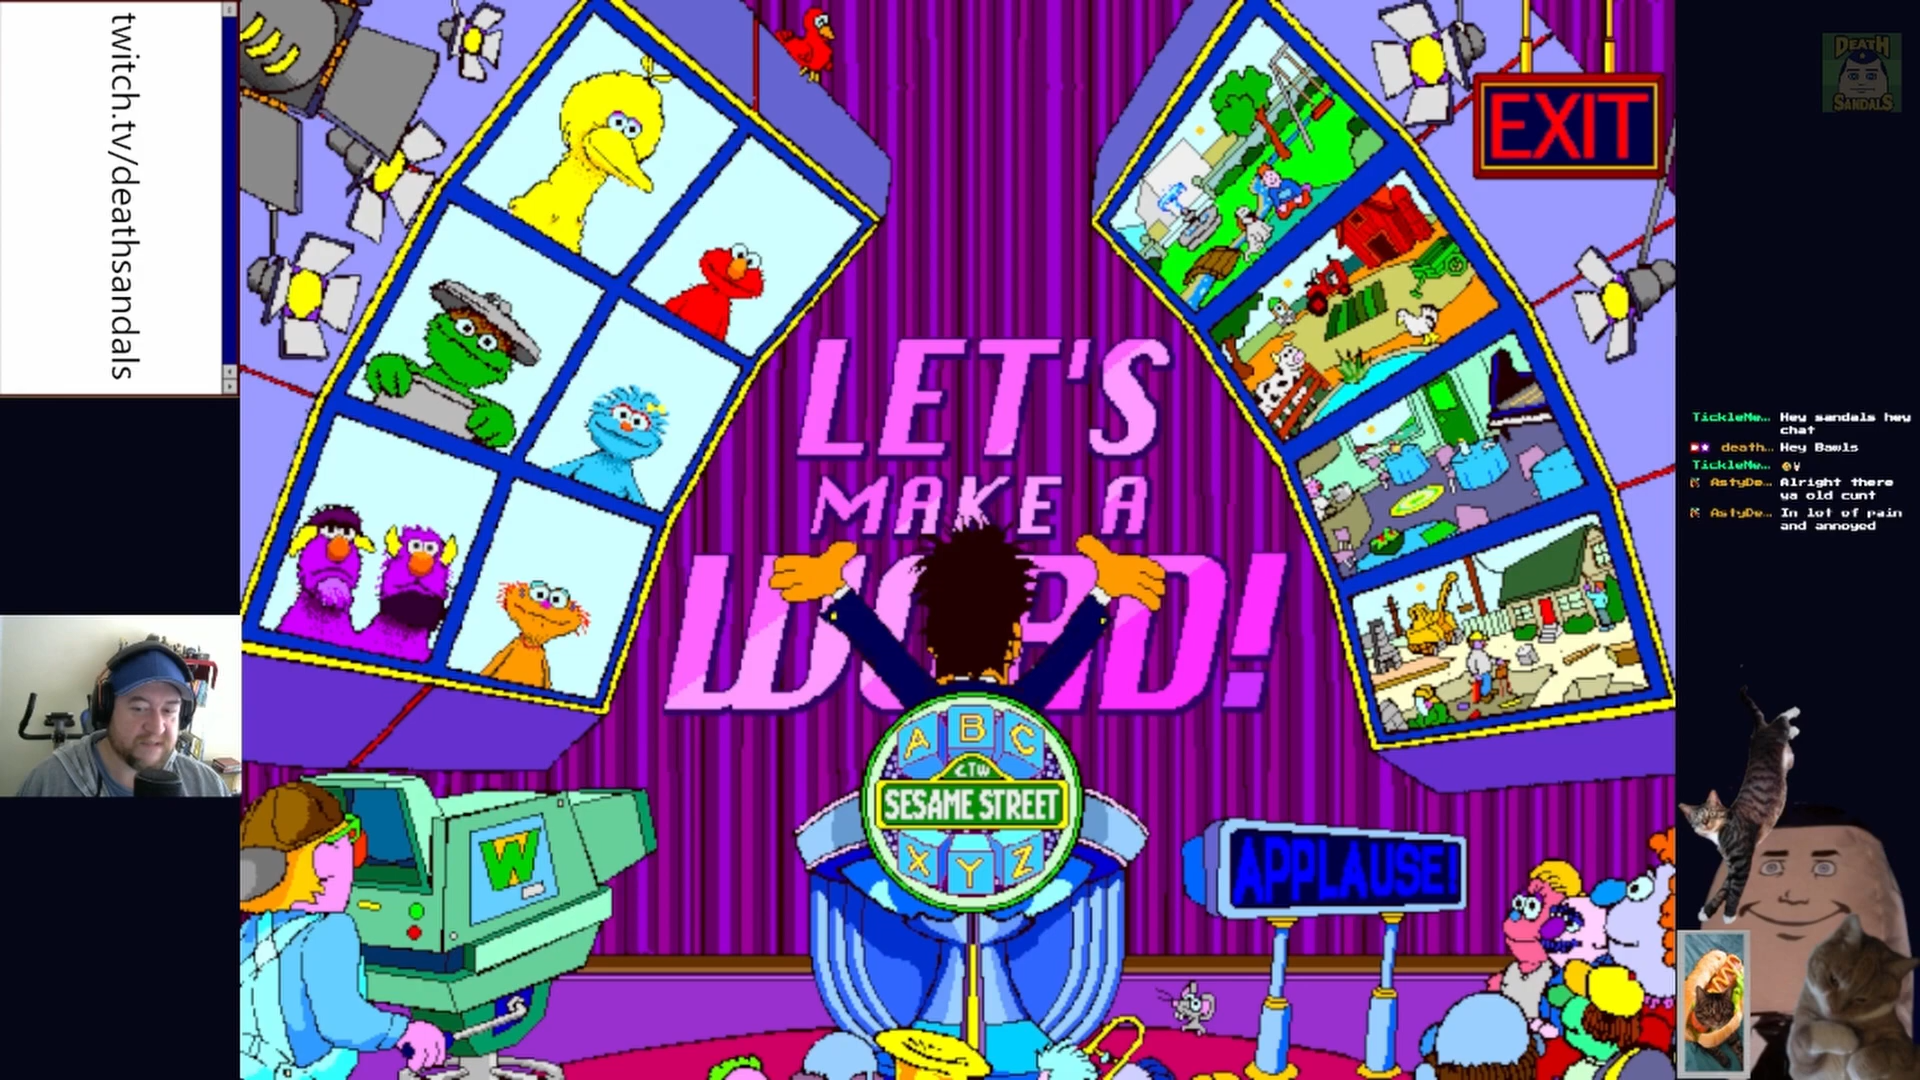 twitch.tv/deathsandals
EXIT
DEATH
SANDALS
LET'S
MAKE A
WORD!
A B C
CTW
SESAME STREET
X Y Z
W
APPLAUSE!
TickleMe... Hey sandals hey
chat
death... Hey Bawls
TickleMe...
AstyDe... Alright there
ya old cunt
AstyDe... In lot of pain
and annoyed